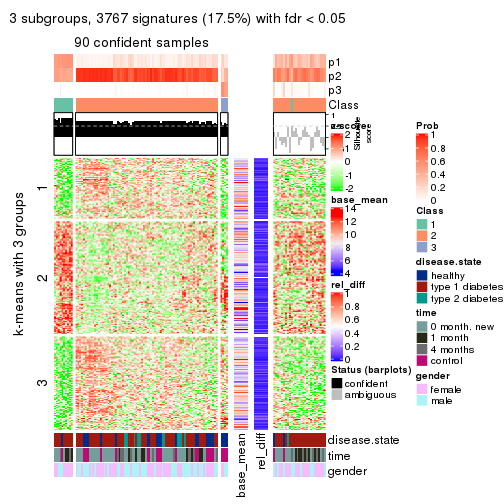 3 subgroups, 3767 signatures (17.5%) with fdr < 0.05
90 confident samples
p1
p2
p3
Class
Silhouette
score
k-means with 3 groups
1
2
3
disease.state
time
gender
base_mean
rel_diff
z-score
2
1
0
-1
-2
base_mean
14
12
10
8
6
4
rel_diff
1
0.8
0.6
0.4
0.2
0
Status (barplots)
confident
ambiguous
Prob
1
0.8
0.6
0.4
0.2
0
Class
1
2
3
disease.state
healthy
type 1 diabetes
type 2 diabetes
time
0 month, new
1 month
4 months
control
gender
female
male